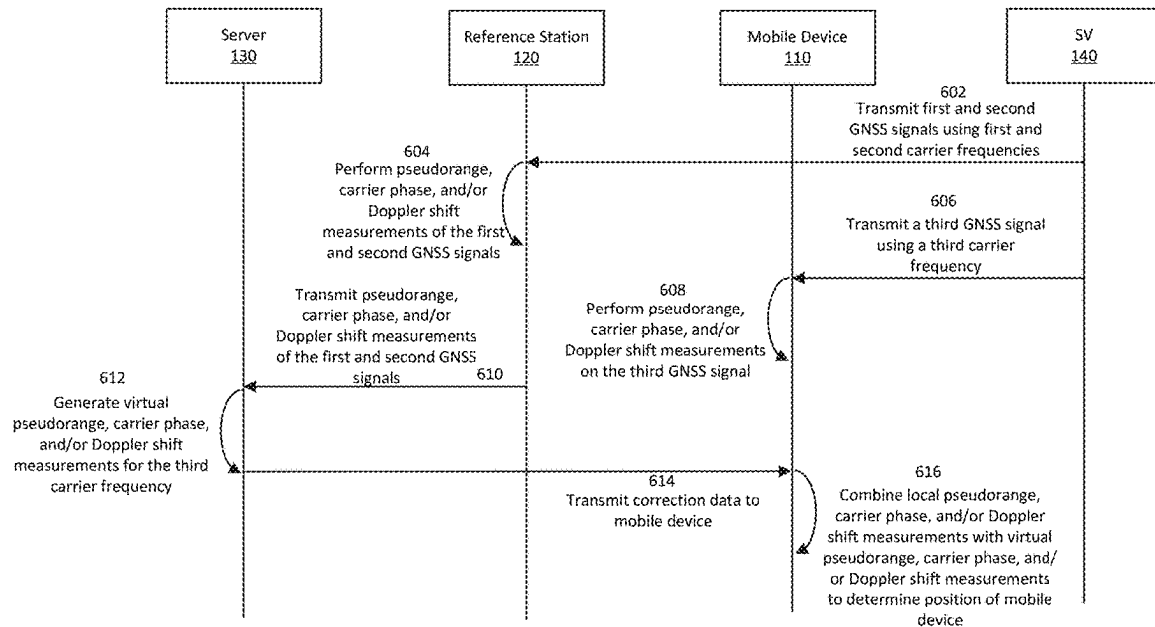 Server
130
Reference Station
120
Mobile Device
110
SV
140
602
Transmit first and second
GNSS signals using first and
second carrier frequencies
604
Perform pseudorange,
carrier phase, and/or
Doppler shift
measurements of the first
and second GNSS signals
606
Transmit a third GNSS signal
using a third carrier
frequency
608
Perform pseudorange,
carrier phase, and/or
Doppler shift measurements
on the third GNSS signal
Transmit pseudorange,
carrier phase, and/or
Doppler shift measurements
of the first and second GNSS
signals
610
612
Generate virtual
pseudorange, carrier phase,
and/or Doppler shift
measurements for the third
carrier frequency
614
Transmit correction data to
mobile device
616
Combine local pseudorange,
carrier phase, and/or Doppler
shift measurements with virtual
pseudorange, carrier phase, and/
or Doppler shift measurements
to determine position of mobile
device